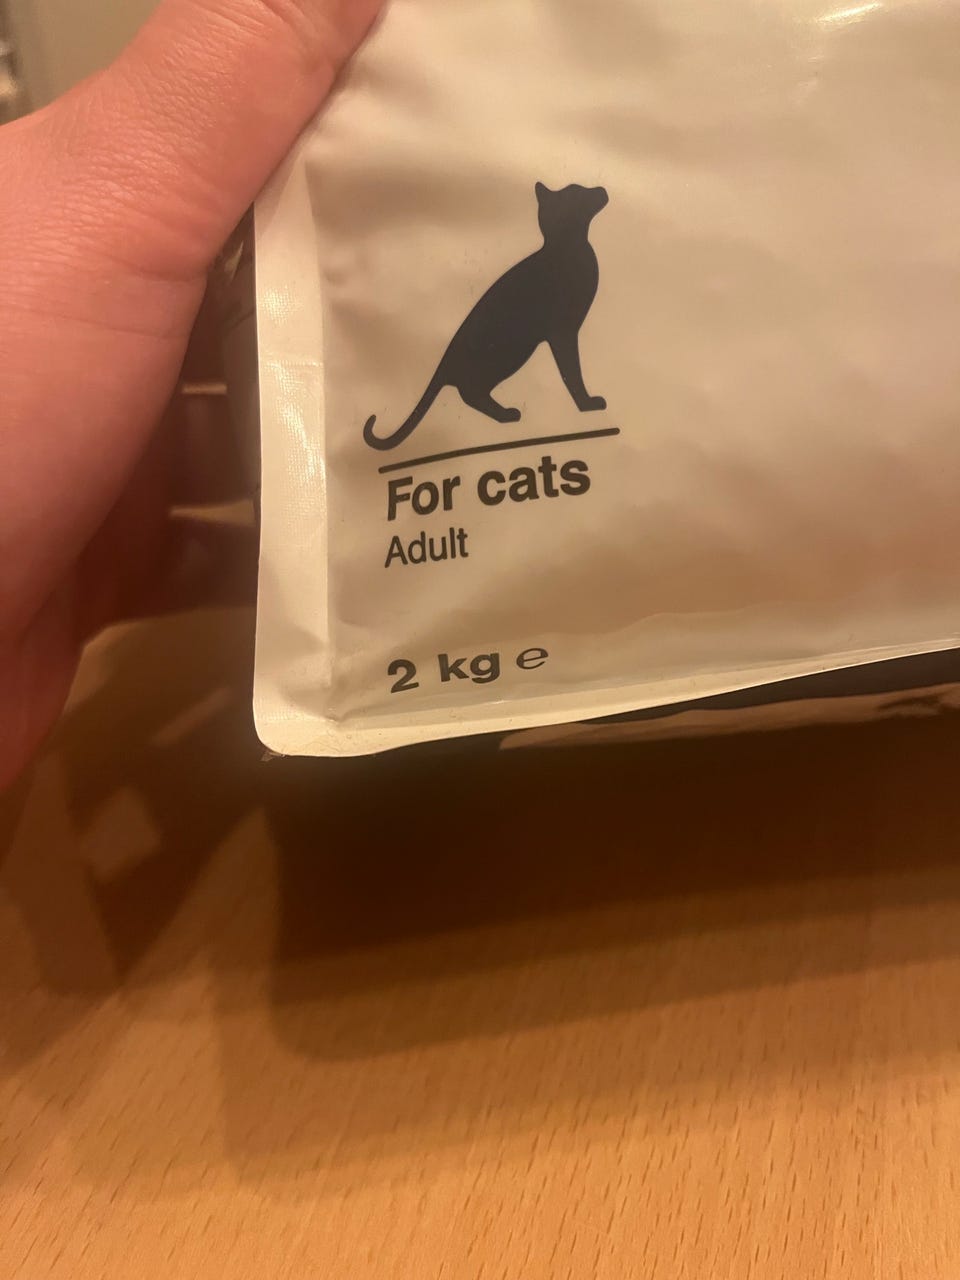 For cats
Adult
2 kg ℮